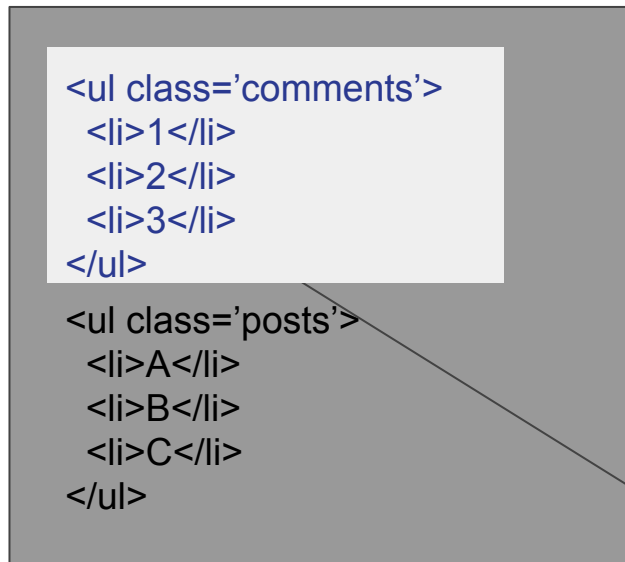 <ul class=’comments’>
<li>1</li>
<li>2</li>
<li>3</li>
</ul>
<ul class=’posts’>
<li>A</li>
<li>B</li>
<li>C</li>
</ul>